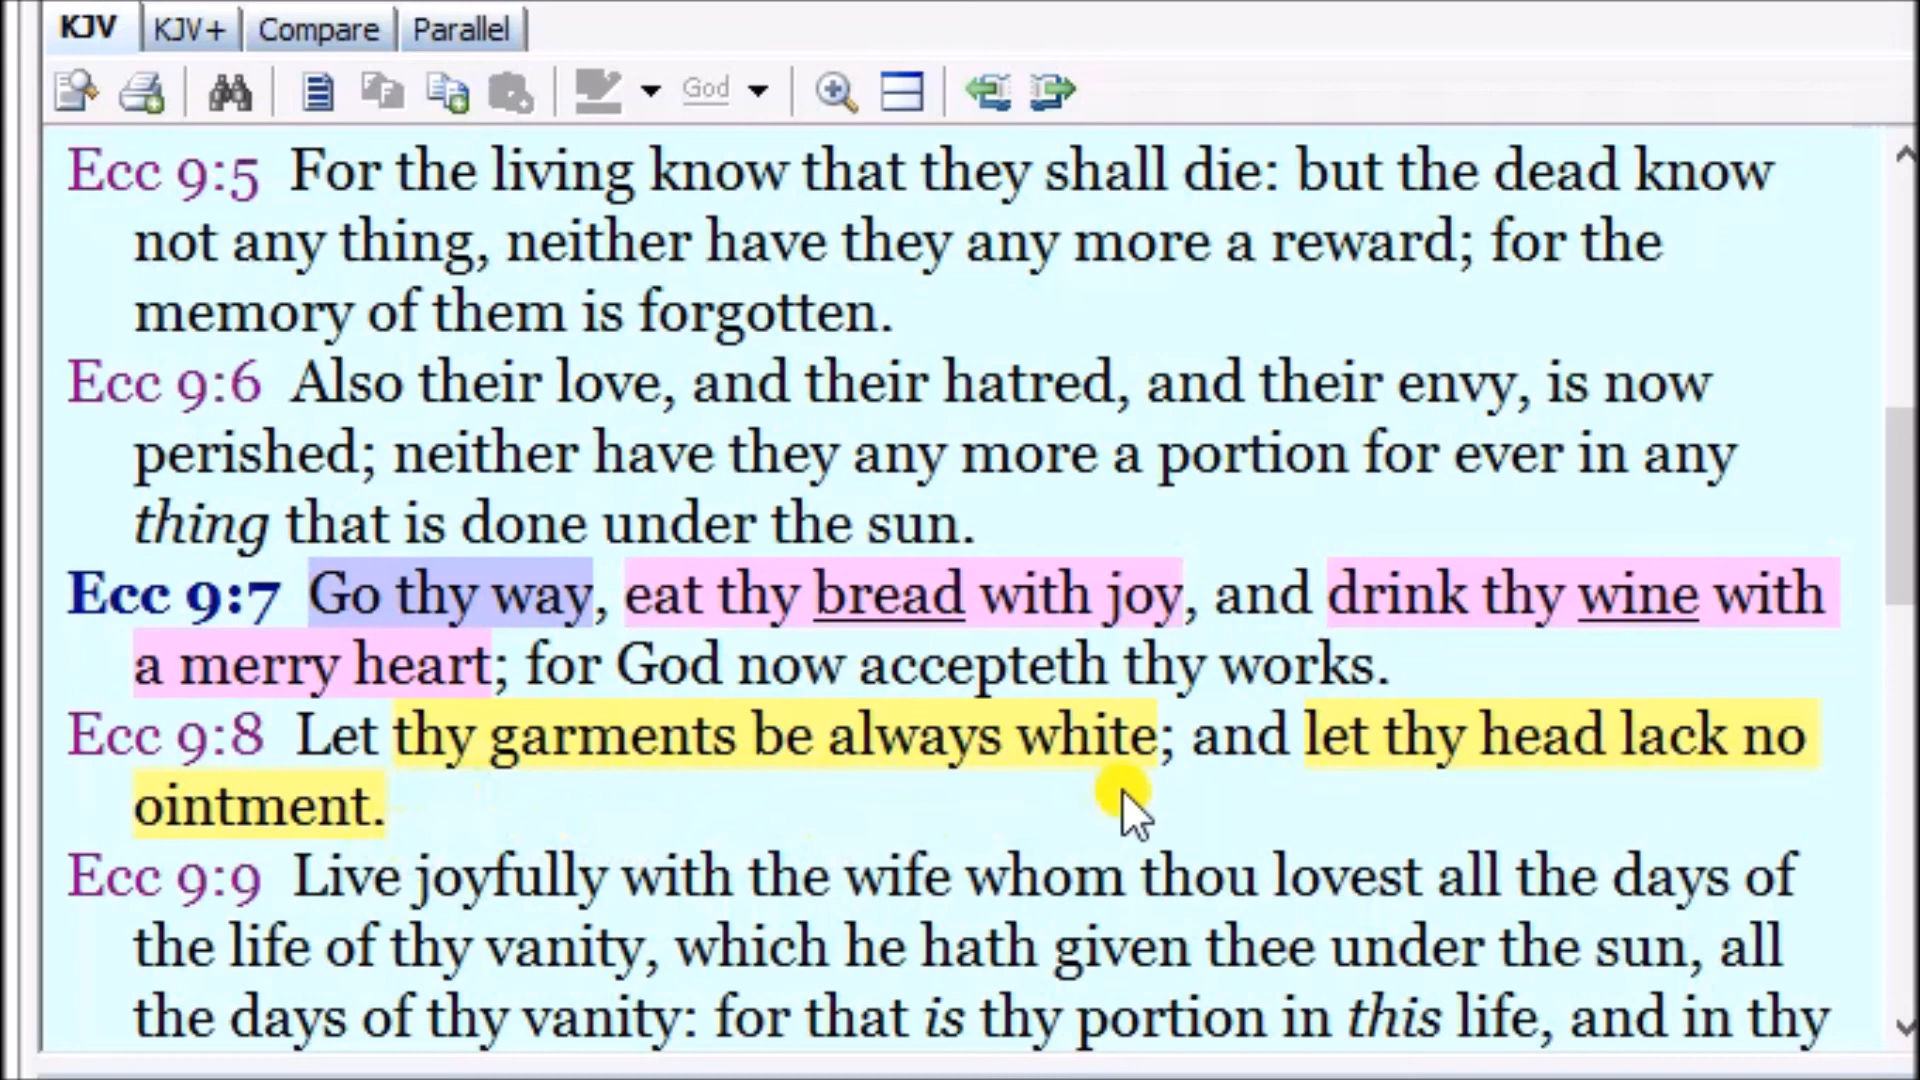 KJV KJV+ Compare Parallel
God
Ecc 9:5 For the living know that they shall die: but the dead know
not any thing, neither have they any more a reward; for the
memory of them is forgotten.
Ecc 9:6 Also their love, and their hatred, and their envy, is now
perished; neither have they any more a portion for ever in any
thing that is done under the sun.
Ecc 9:7 Go thy way, eat thy bread with joy, and drink thy wine with
a merry heart; for God now accepteth thy works.
Ecc 9:8 Let thy garments be always white; and let thy head lack no
ointment.
Ecc 9:9 Live joyfully with the wife whom thou lovest all the days of
the life of thy vanity, which he hath given thee under the sun, all
the days of thy vanity: for that is thy portion in this life, and in thy